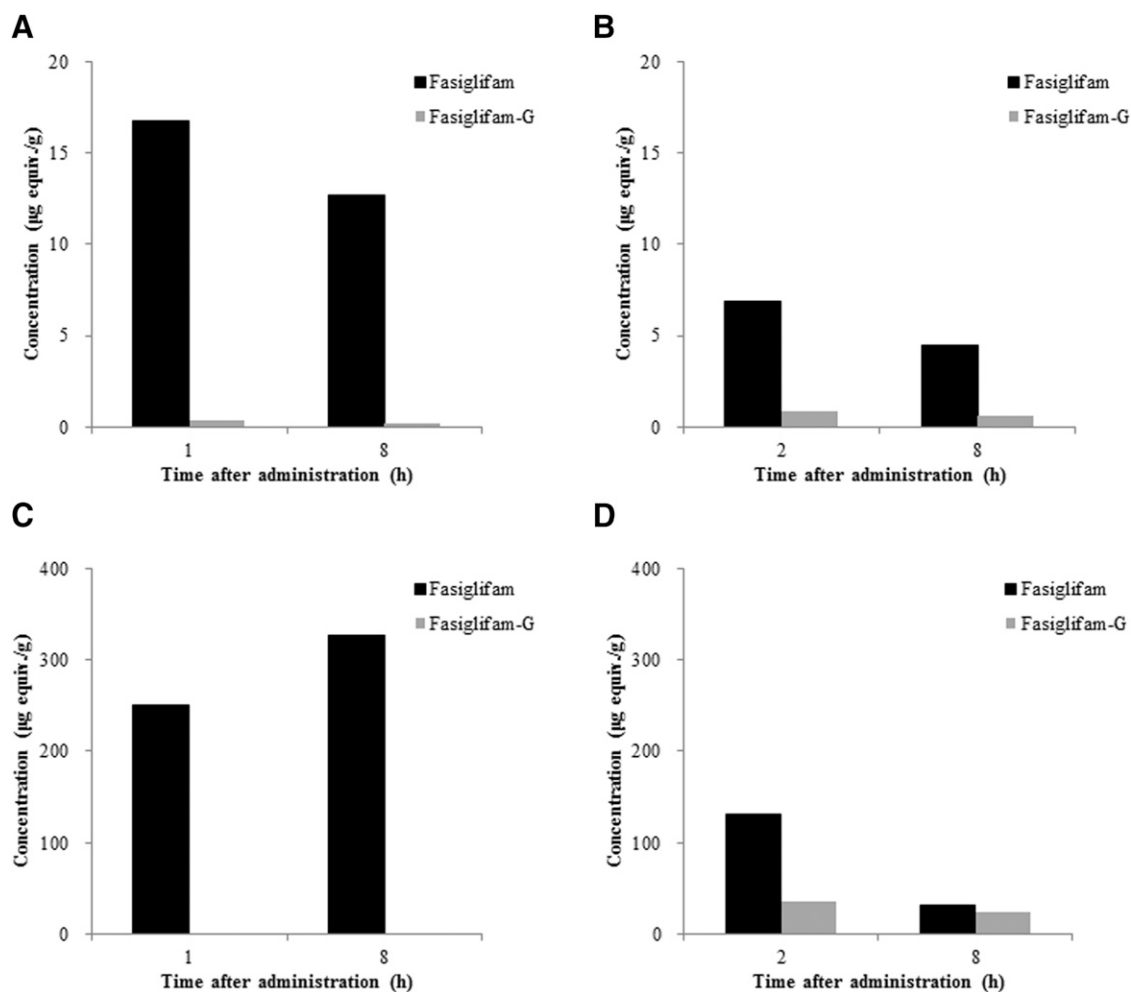 A
20
15
10
5
0
Concentration (µg equiv./g)
Fasiglifam
Fasiglifam-G
1
8
Time after administration (h)
B
20
15
10
5
0
Concentration (µg equiv./g)
Fasiglifam
Fasiglifam-G
2
8
Time after administration (h)
C
400
300
200
100
0
Concentration (µg equiv./g)
Fasiglifam
Fasiglifam-G
1
8
Time after administration (h)
D
400
300
200
100
0
Concentration (µg equiv./g)
Fasiglifam
Fasiglifam-G
2
8
Time after administration (h)